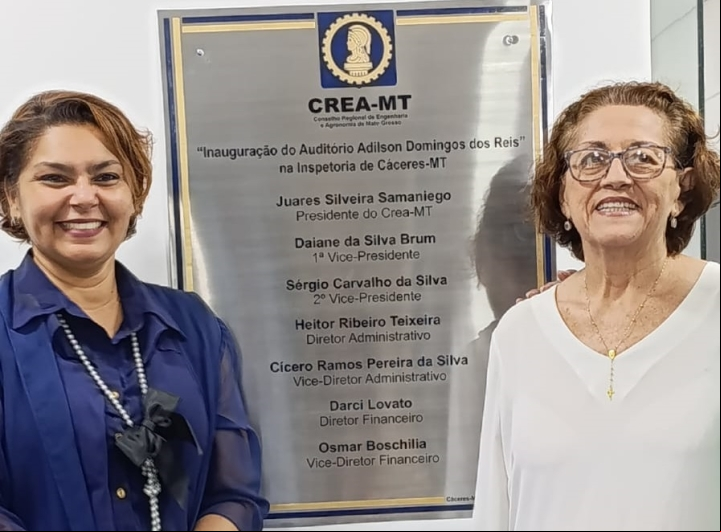 CREA-MT
Conselho Regional de Engenharia
e Agronomia de Mato Grosso
“Inauguração do Auditório Adilson Domingos dos Reis”
na Inspetoria de Cáceres-MT
Juares Silveira Samaniego
Presidente do Crea-MT
Daiane da Silva Brum
1ª Vice-Presidente
Sérgio Carvalho da Silva
2º Vice-Presidente
Heitor Ribeiro Teixeira
Diretor Administrativo
Cícero Ramos Pereira da Silva
Vice-Diretor Administrativo
Darci Lovato
Diretor Financeiro
Osmar Boschilia
Vice-Diretor Financeiro
Cáceres-